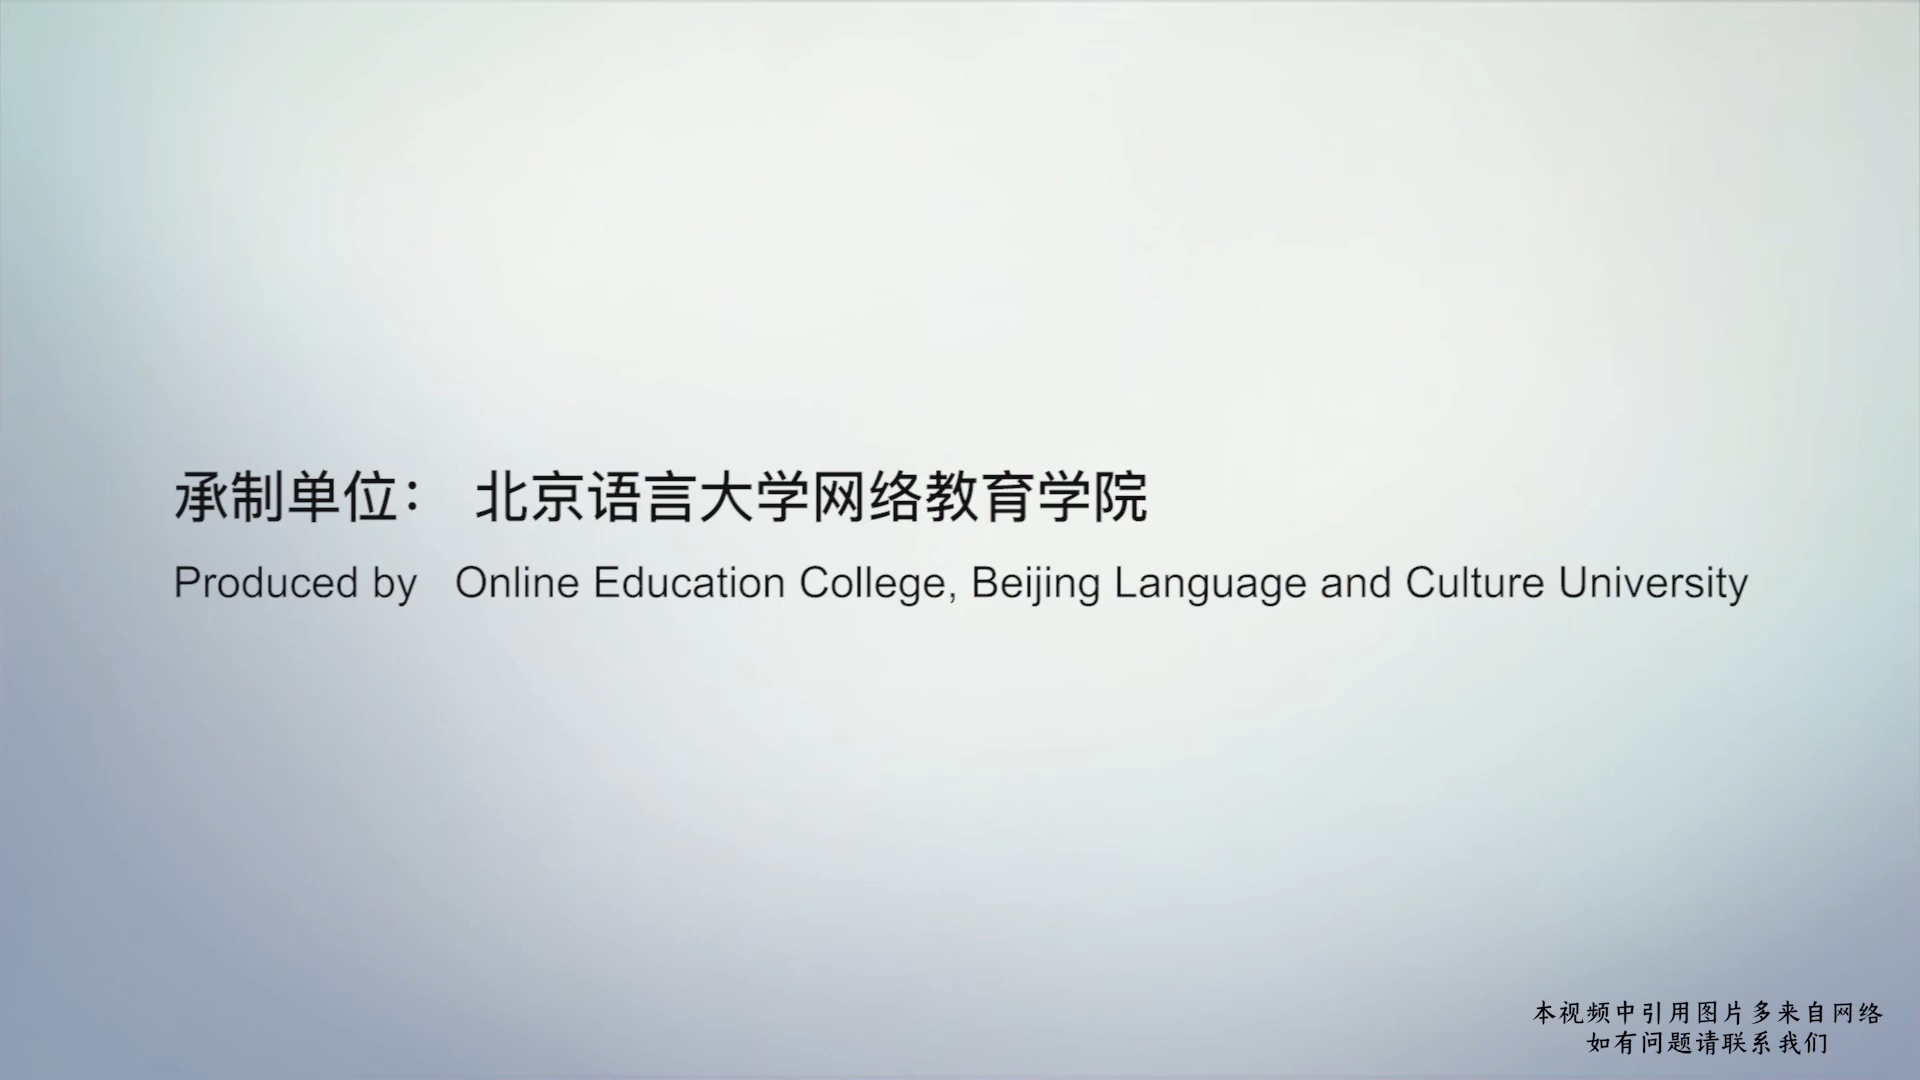 承制单位： 北京语言大学网络教育学院
Produced by Online Education College, Beijing Language and Culture University
本视频中引用图片多来自网络
如有问题请联系我们